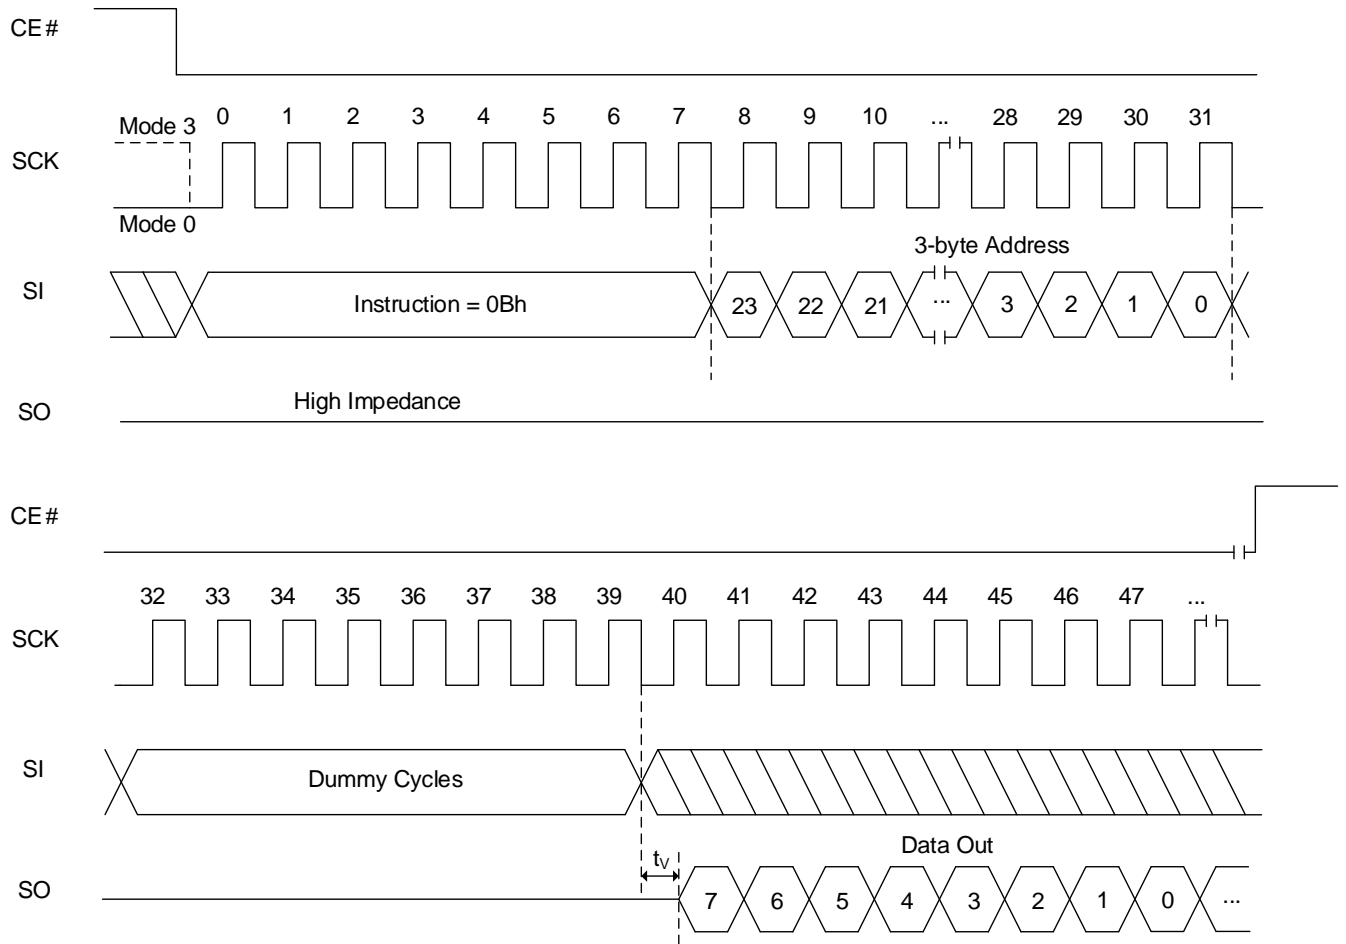 CE#
Mode 3 0 1 2 3 4 5 6 7 8 9 10 ... 28 29 30 31
SCK
Mode 0
3-byte Address
SI Instruction = 0Bh 23 22 21 ... 3 2 1 0
High Impedance
SO
CE#
32 33 34 35 36 37 38 39 40 41 42 43 44 45 46 47 ...
SCK
SI Dummy Cycles
Data Out
tV
SO 7 6 5 4 3 2 1 0 ...